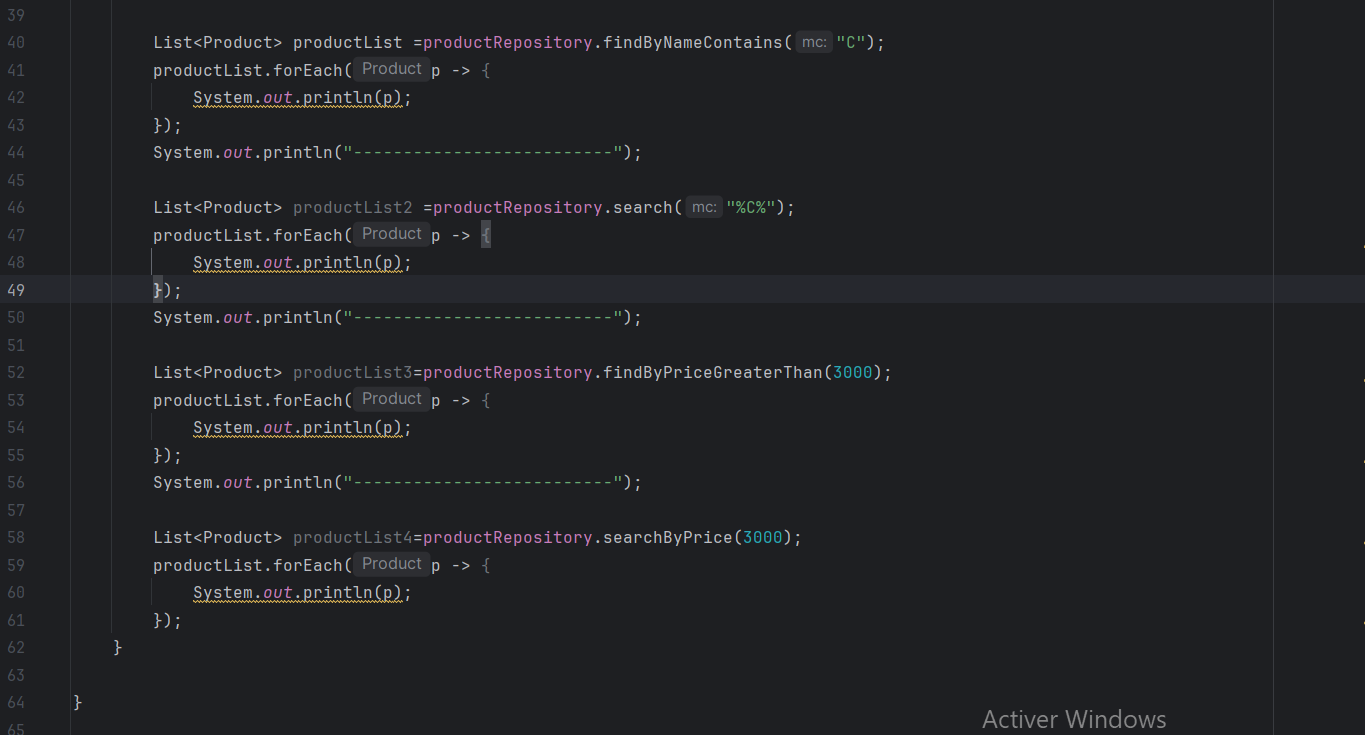 39
40 List<Product> productList =productRepository.findByNameContains( mc: "C");
41 productList.forEach( Product p -> {
42 System.out.println(p);
43 });
44 System.out.println("--------------------------");
45
46 List<Product> productList2 =productRepository.search( mc: "%C%");
47 productList.forEach( Product p -> {
48 System.out.println(p);
49 });
50 System.out.println("--------------------------");
51
52 List<Product> productList3=productRepository.findByPriceGreaterThan(3000);
53 productList.forEach( Product p -> {
54 System.out.println(p);
55 });
56 System.out.println("--------------------------");
57
58 List<Product> productList4=productRepository.searchByPrice(3000);
59 productList.forEach( Product p -> {
60 System.out.println(p);
61 });
62 }
63
64 }
65
Activer Windows